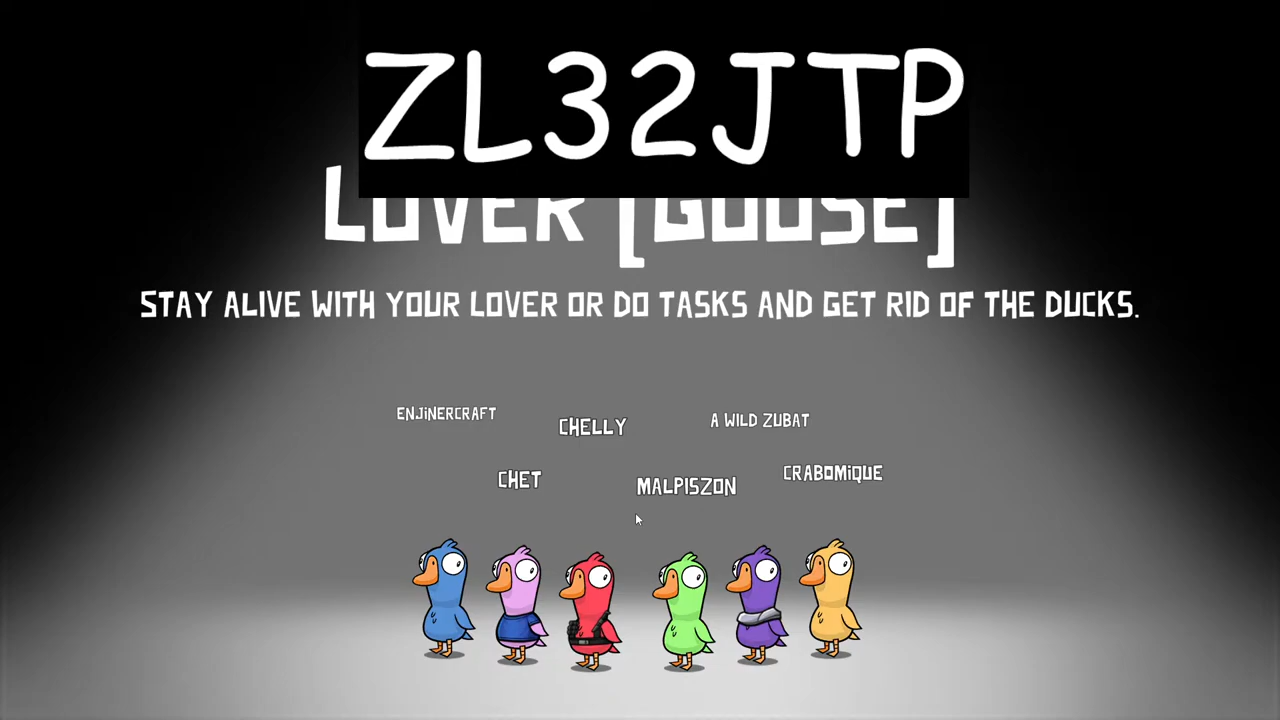 ZL32JTP
LOVER [GOOSE]
STAY ALIVE WITH YOUR LOVER OR DO TASKS AND GET RID OF THE DUCKS.
ENJiNERCRAFT
CHELLY
A WILD ZUBAT
CHET
MALPISZON
CRABOMiQUE